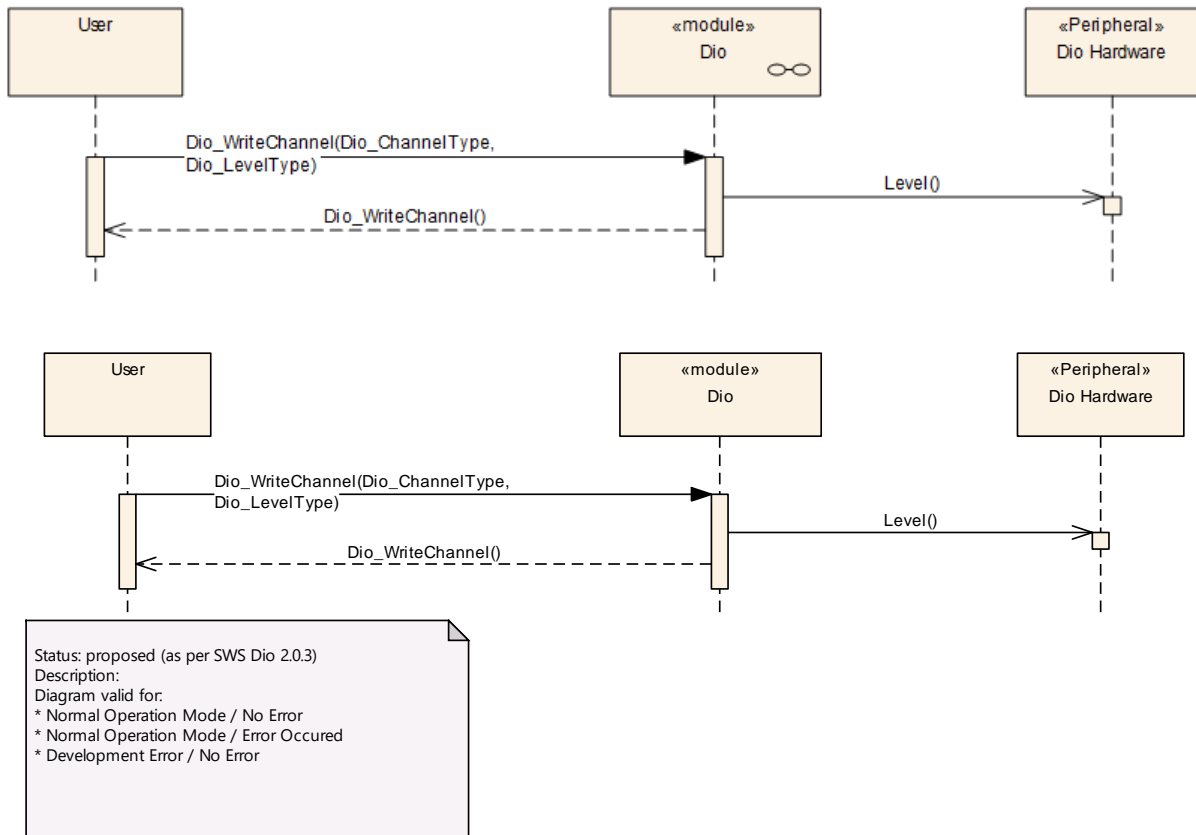 User
«module»
Dio
«Peripheral»
Dio Hardware
Dio_WriteChannel(Dio_ChannelType,
Dio_LevelType)
Level()
Dio_WriteChannel()
User
«module»
Dio
«Peripheral»
Dio Hardware
Dio_WriteChannel(Dio_ChannelType,
Dio_LevelType)
Level()
Dio_WriteChannel()
Status: proposed (as per SWS Dio 2.0.3)
Description:
Diagram valid for:
* Normal Operation Mode / No Error
* Normal Operation Mode / Error Occured
* Development Error / No Error